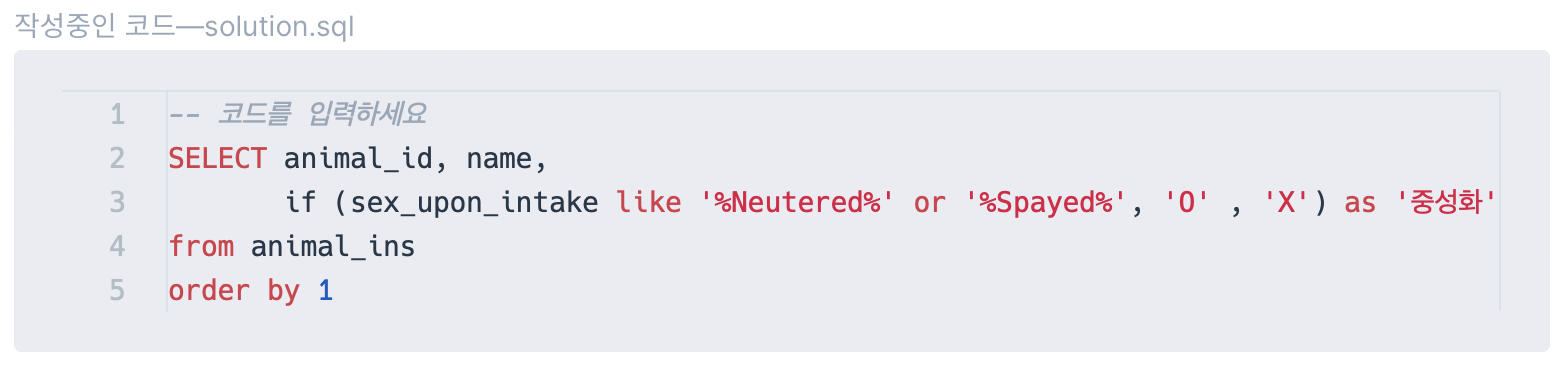 작성중인 코드—solution.sql
1 -- 코드를 입력하세요
2 SELECT animal_id, name,
3 if (sex_upon_intake like '%Neutered%' or '%Spayed%', 'O' , 'X') as '중성화'
4 from animal_ins
5 order by 1